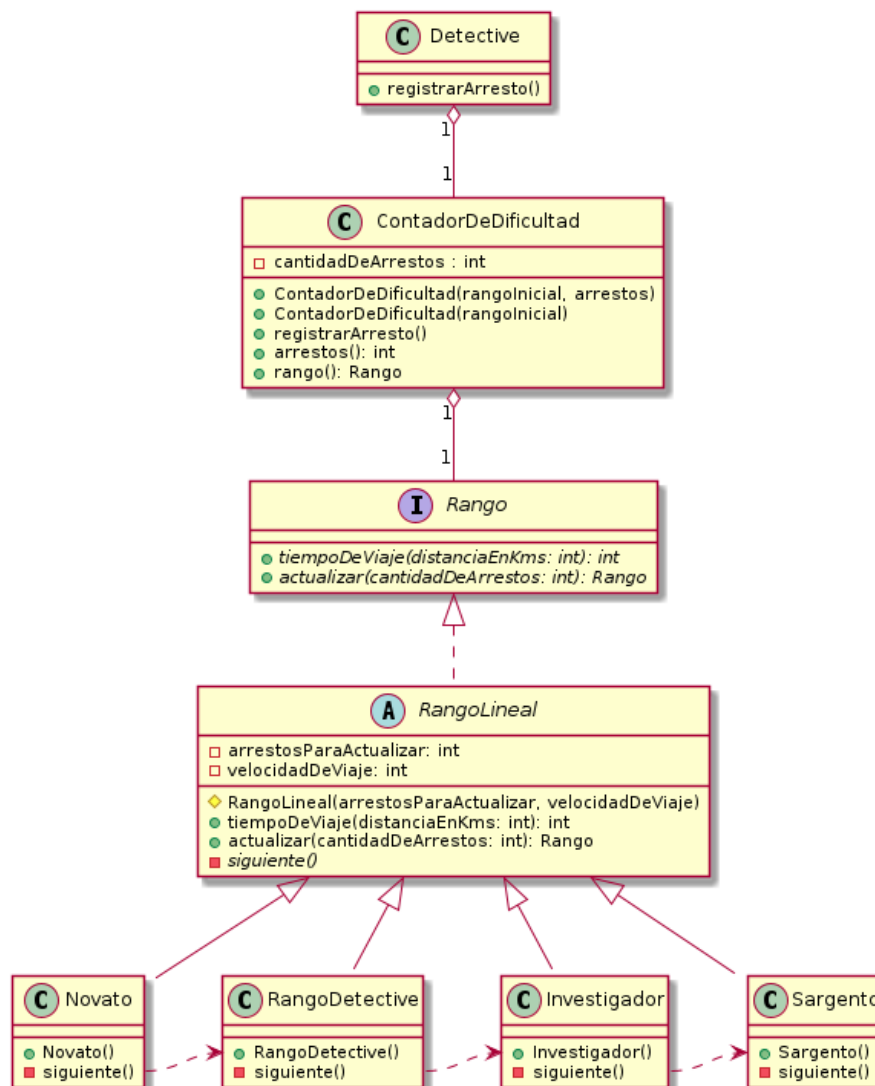 C Detective
registrarArresto()
1
1
C ContadorDeDificultad
cantidadDeArrestos : int
ContadorDeDificultad(rangoInicial, arrestos)
ContadorDeDificultad(rangoInicial)
registrarArresto()
arrestos(): int
rango(): Rango
1
1
I Rango
tiempoDeViaje(distanciaEnKms: int): int
actualizar(cantidadDeArrestos: int): Rango
A RangoLineal
arrestosParaActualizar: int
velocidadDeViaje: int
RangoLineal(arrestosParaActualizar, velocidadDeViaje)
tiempoDeViaje(distanciaEnKms: int): int
actualizar(cantidadDeArrestos: int): Rango
siguiente()
C Novato
Novato()
siguiente()
C RangoDetective
RangoDetective()
siguiente()
C Investigador
Investigador()
siguiente()
C Sargento
Sargento()
siguiente()